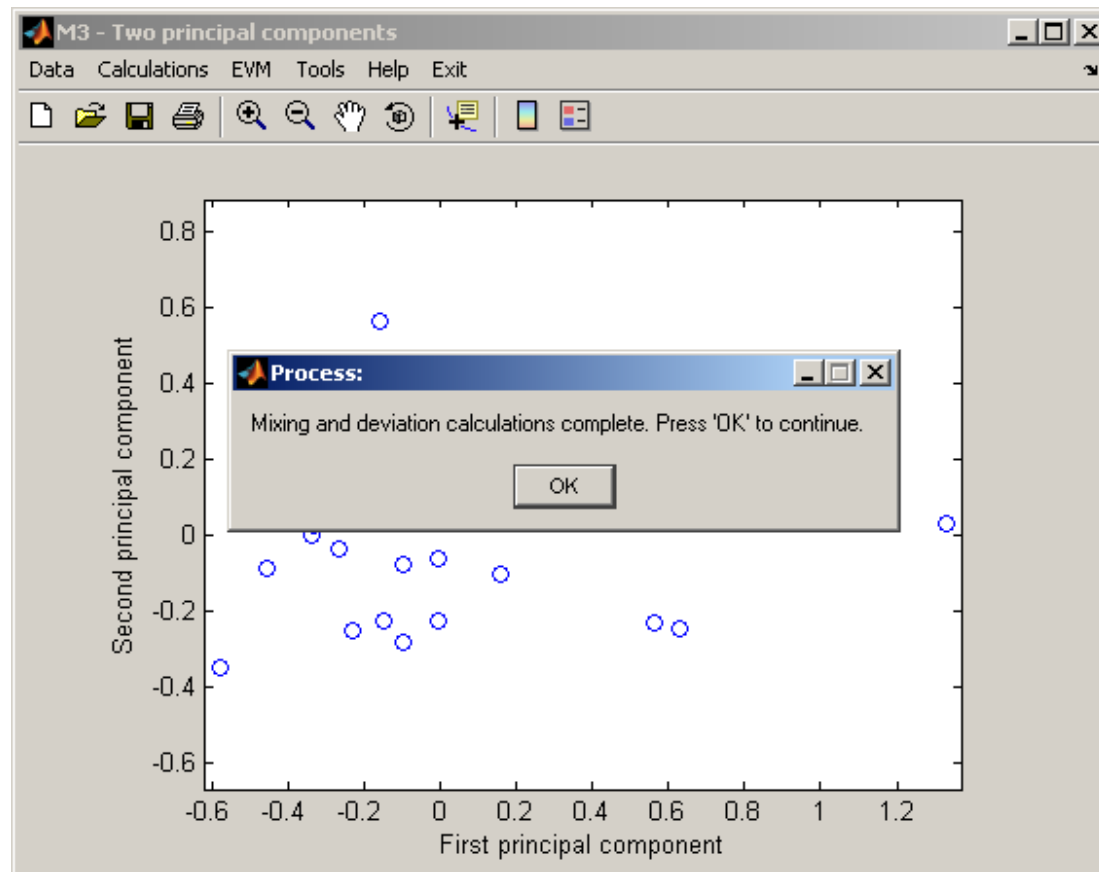 M3 - Two principal components
Data Calculations EVM Tools Help Exit
0.8
0.6
0.4
0.2
0
-0.2
-0.4
-0.6
Second principal component
Process:
Mixing and deviation calculations complete. Press 'OK' to continue.
OK
-0.6 -0.4 -0.2 0 0.2 0.4 0.6 0.8 1 1.2
First principal component